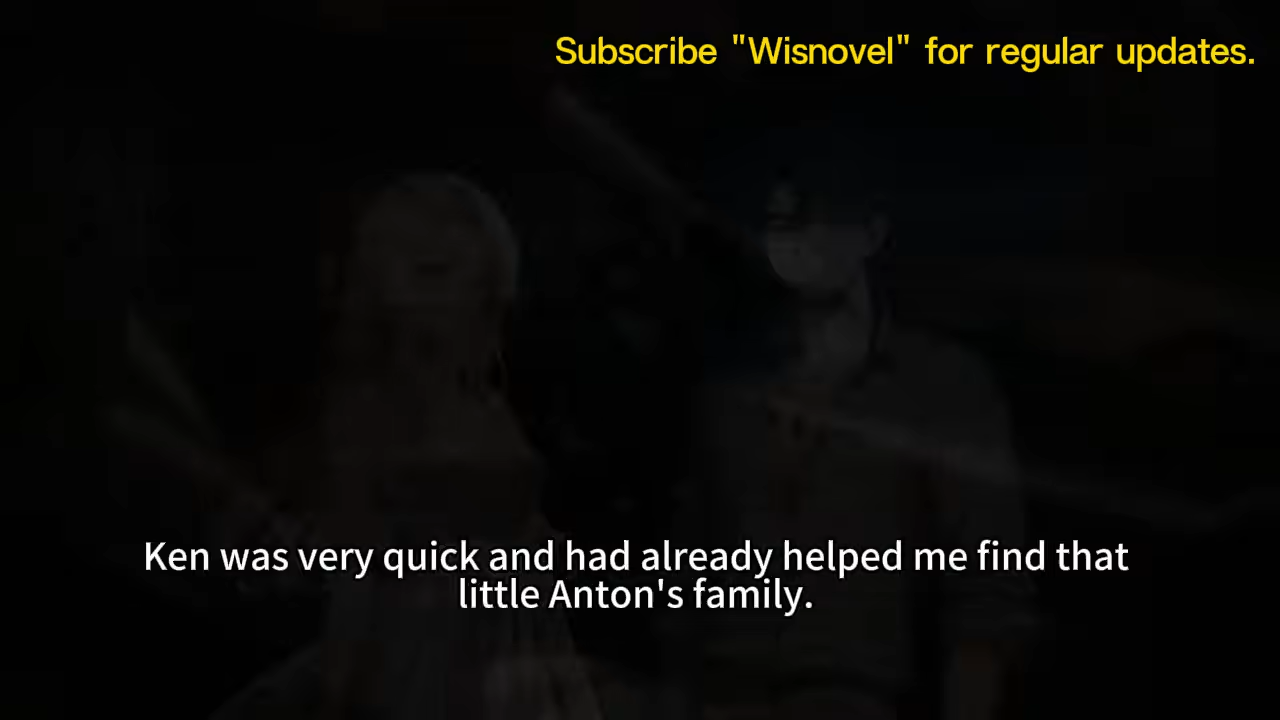 Subscribe "Wisnovel" for regular updates.
Ken was very quick and had already helped me find that
little Anton's family.